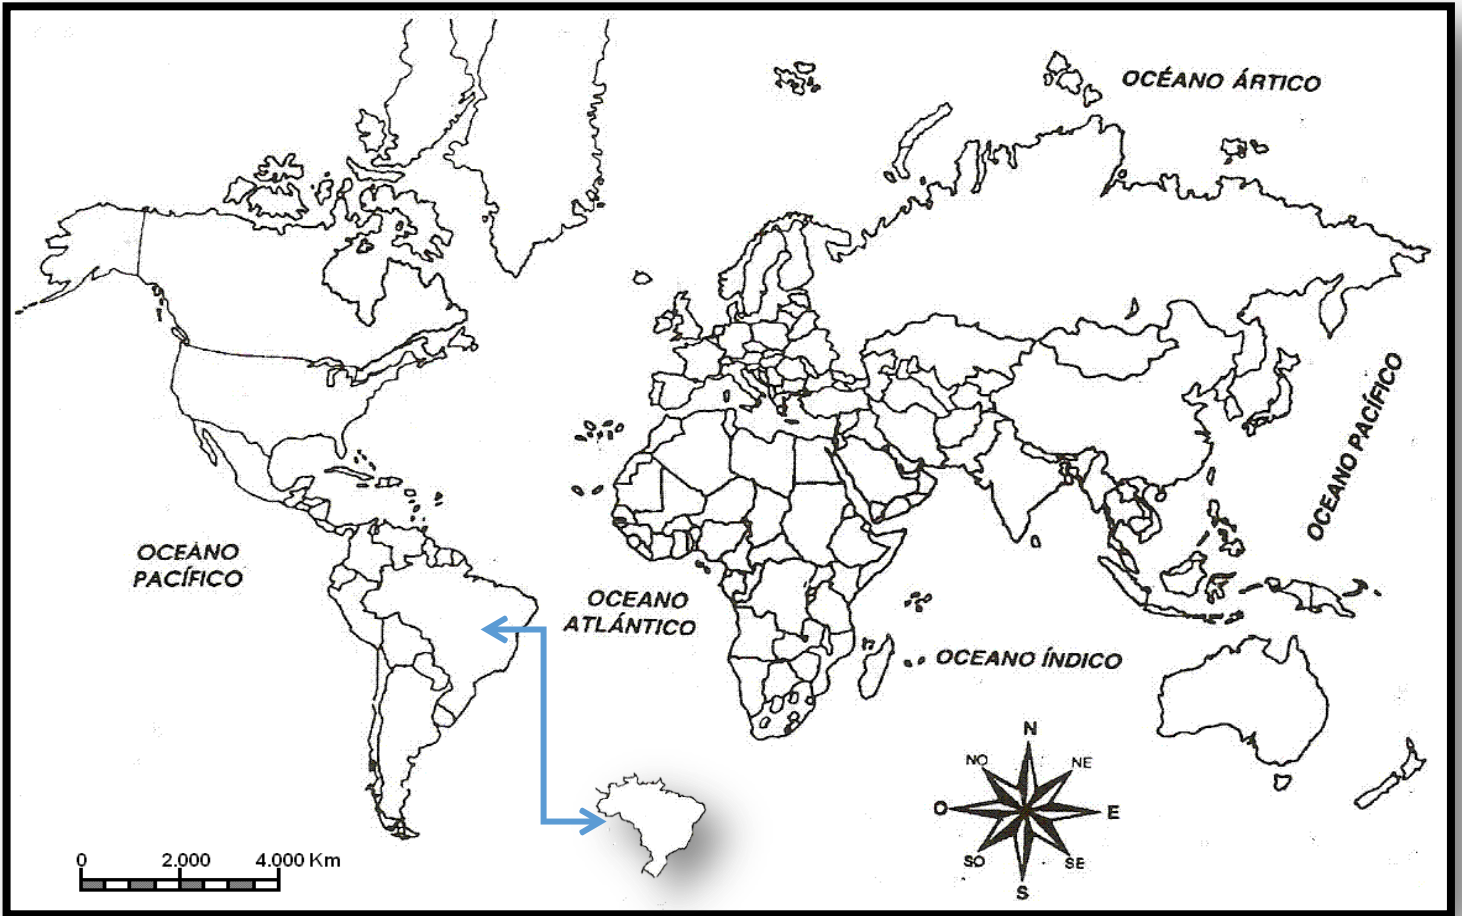 OCÉANO ÁRTICO
OCEANO PACÍFICO
OCEANO
PACÍFICO
OCEANO
ATLÁNTICO
OCEANO ÍNDICO
N
NO
NE
O
E
SO
SE
S
0 2.000 4.000 Km